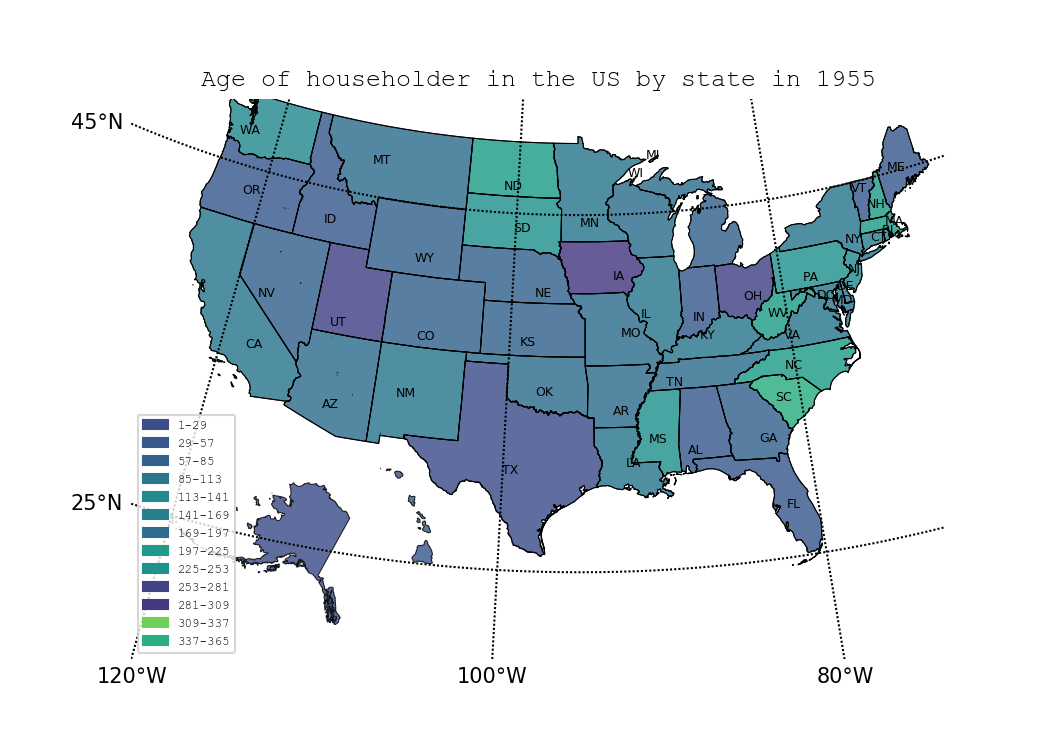 Age of householder in the US by state in 1955
45°N
WA
MT
ND
MI
WI
OR
ID
SD
MN
ME
VT
NH
MA
NY
CT
RI
WY
NV
UT
CO
NE
IA
IL
IN
OH
PA
NJ
DE
DC
MD
WV
VA
KY
CA
KS
MO
AZ
NM
OK
AR
TN
NC
SC
MS
AL
GA
LA
TX
FL
1−29
29−57
57−85
85−113
113−141
141−169
169−197
197−225
225−253
253−281
281−309
309−337
337−365
25°N
120°W
100°W
80°W